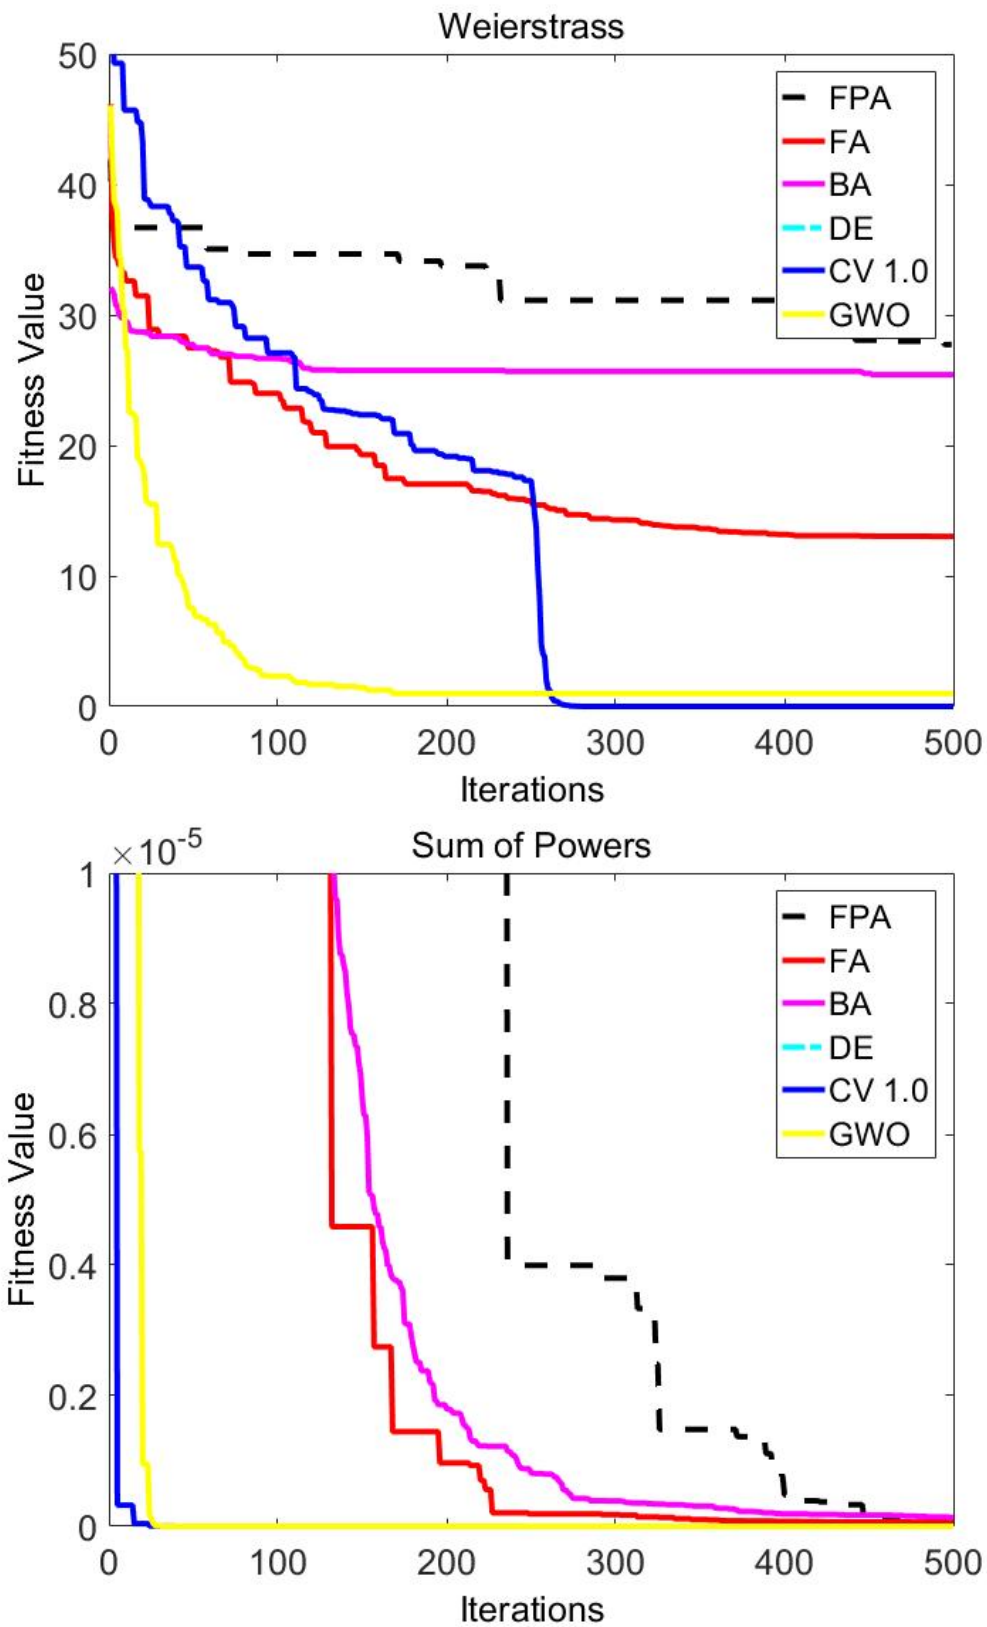 Weierstrass
50
40
30
20
10
0
Fitness Value
FPA
FA
BA
DE
CV 1.0
GWO
0 100 200 300 400 500
Iterations
×10-5
Sum of Powers
1
0.8
0.6
0.4
0.2
0
Fitness Value
FPA
FA
BA
DE
CV 1.0
GWO
0 100 200 300 400 500
Iterations